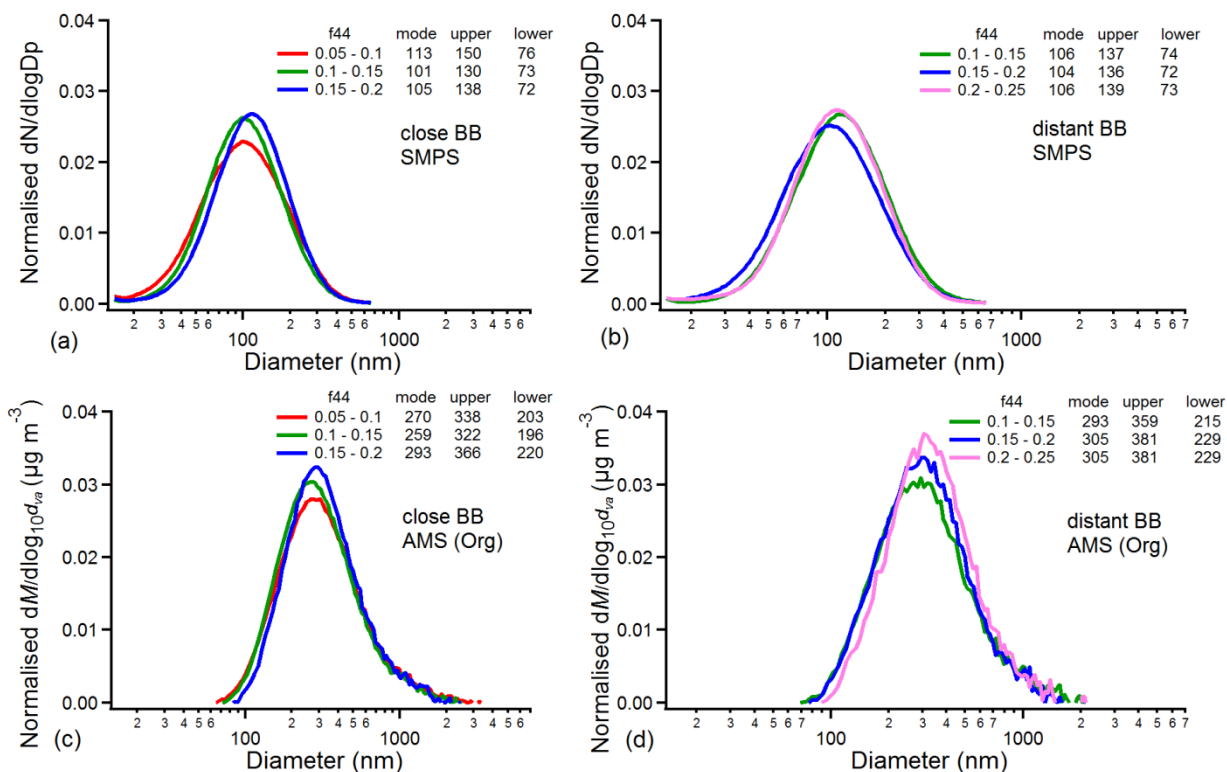 0.04
0.03
0.02
0.01
0.00
Normalised dN/dlogDp
f44 mode upper lower
0.05 - 0.1 113 150 76
0.1 - 0.15 101 130 73
0.15 - 0.2 105 138 72
close BB
SMPS
2 3 4 5 6 100 2 3 4 5 6 1000 2 3 4 5 6
(a)
Diameter (nm)
0.04
0.03
0.02
0.01
0.00
Normalised dN/dlogDp
f44 mode upper lower
0.1 - 0.15 106 137 74
0.15 - 0.2 104 136 72
0.2 - 0.25 106 139 73
distant BB
SMPS
2 3 4 5 6 7 100 2 3 4 5 6 7 1000 2 3 4 5 6 7
(b)
Diameter (nm)
0.04
0.03
0.02
0.01
0.00
Normalised dM/dlog₁₀dᵥₐ (µg m⁻³)
f44 mode upper lower
0.05 - 0.1 270 338 203
0.1 - 0.15 259 322 196
0.15 - 0.2 293 366 220
close BB
AMS (Org)
2 3 4 5 6 100 2 3 4 5 6 1000 2 3 4 5 6
(c)
Diameter (nm)
0.04
0.03
0.02
0.01
0.00
Normalised dM/dlog₁₀dᵥₐ (µg m⁻³)
f44 mode upper lower
0.1 - 0.15 293 359 215
0.15 - 0.2 305 381 229
0.2 - 0.25 305 381 229
distant BB
AMS (Org)
2 3 4 5 6 7 100 2 3 4 5 6 7 1000 2 3 4 5 6 7
(d)
Diameter (nm)